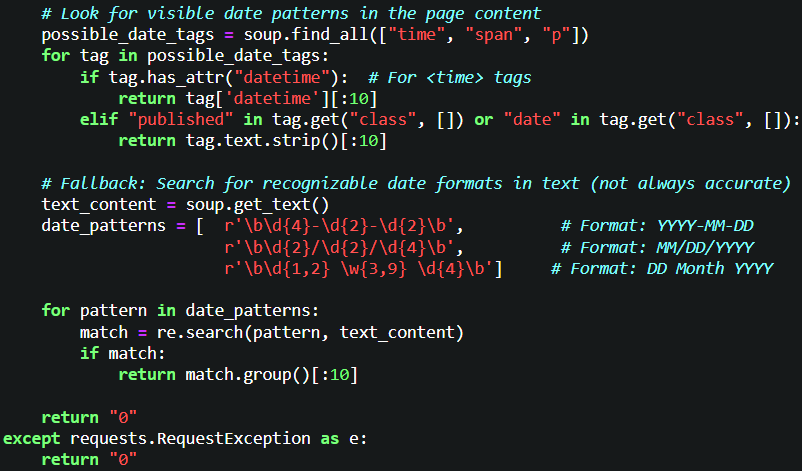 # Look for visible date patterns in the page content
    possible_date_tags = soup.find_all(["time", "span", "p"])
    for tag in possible_date_tags:
        if tag.has_attr("datetime"):  # For <time> tags
            return tag['datetime'][:10]
        elif "published" in tag.get("class", []) or "date" in tag.get("class", []):
            return tag.text.strip()[:10]

    # Fallback: Search for recognizable date formats in text (not always accurate)
    text_content = soup.get_text()
    date_patterns = [  r'\b\d{4}-\d{2}-\d{2}\b',          # Format: YYYY-MM-DD
                       r'\b\d{2}/\d{2}/\d{4}\b',          # Format: MM/DD/YYYY
                       r'\b\d{1,2} \w{3,9} \d{4}\b']     # Format: DD Month YYYY

    for pattern in date_patterns:
        match = re.search(pattern, text_content)
        if match:
            return match.group()[:10]

    return "0"
except requests.RequestException as e:
    return "0"